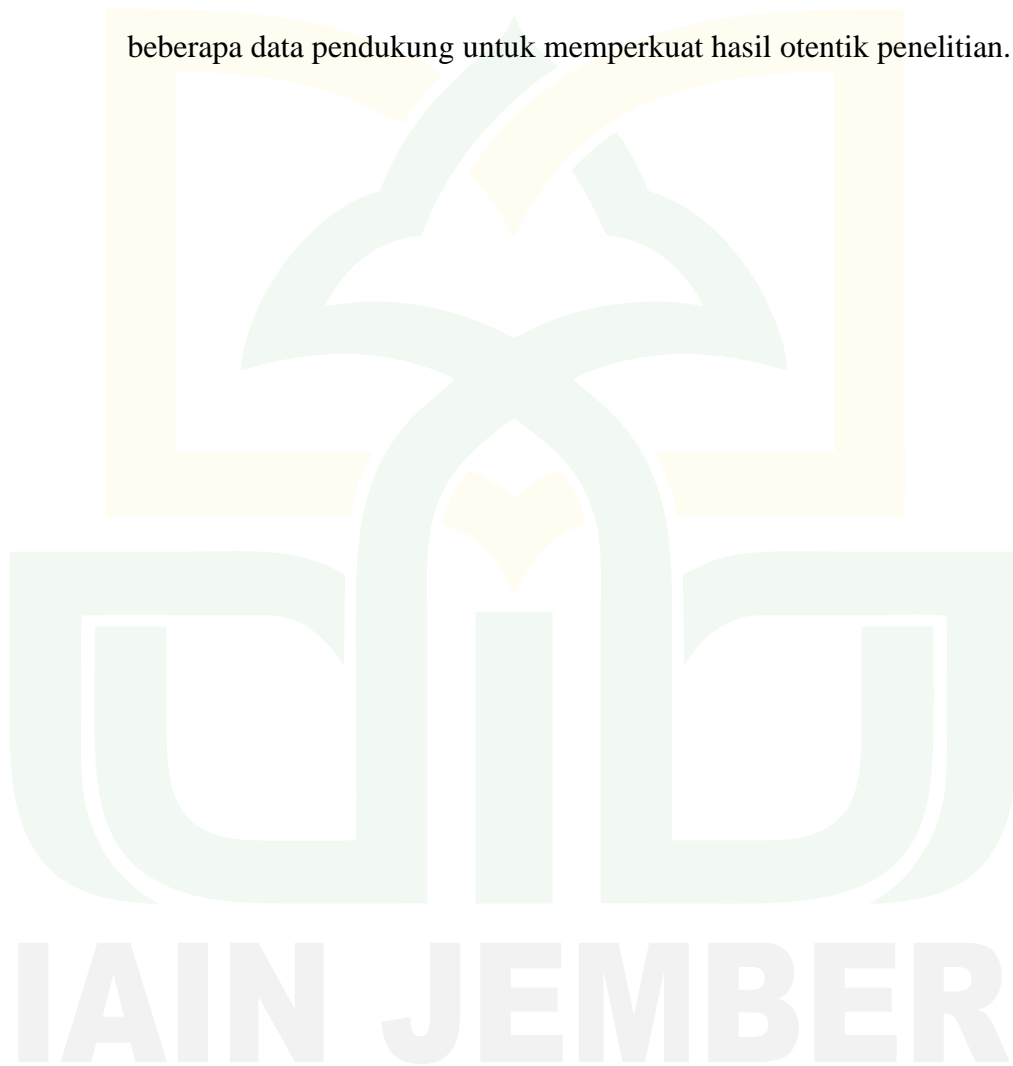 beberapa data pendukung untuk memperkuat hasil otentik penelitian.
IAIN JEMBER